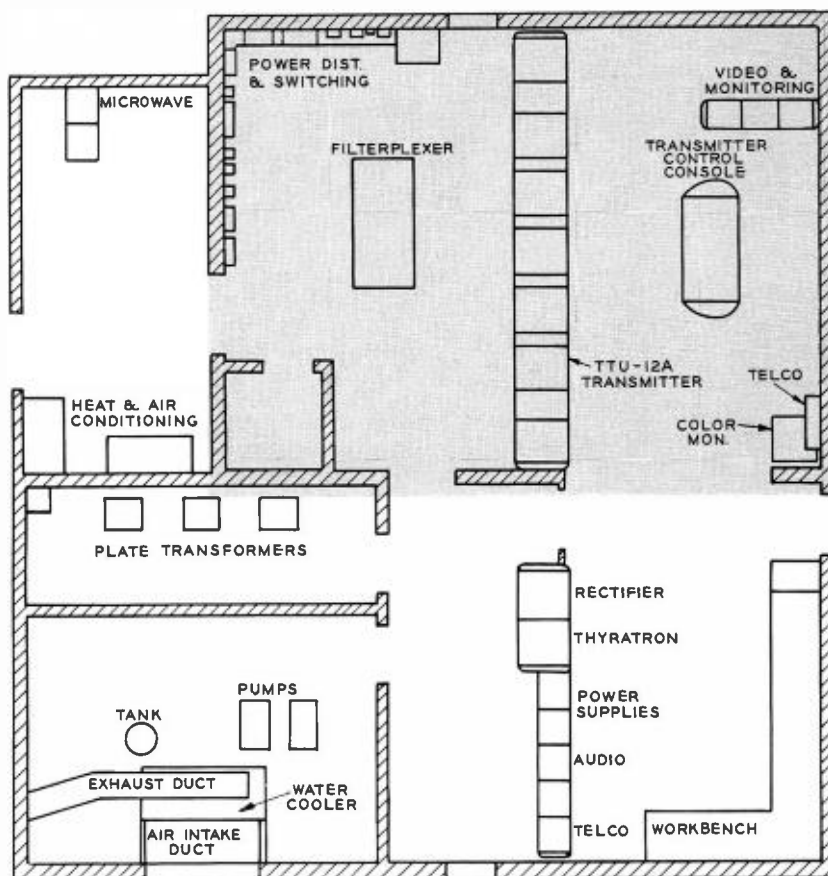 POWER DIST.
& SWITCHING
VIDEO &
MONITORING
MICROWAVE
FILTERPLEXER
TRANSMITTER
CONTROL
CONSOLE
TTU-12A
TRANSMITTER
TELCO
HEAT & AIR
CONDITIONING
COLOR
MON.
PLATE TRANSFORMERS
RECTIFIER
THYRATRON
PUMPS
POWER
SUPPLIES
TANK
AUDIO
EXHAUST DUCT
WATER
COOLER
AIR INTAKE
DUCT
TELCO
WORKBENCH